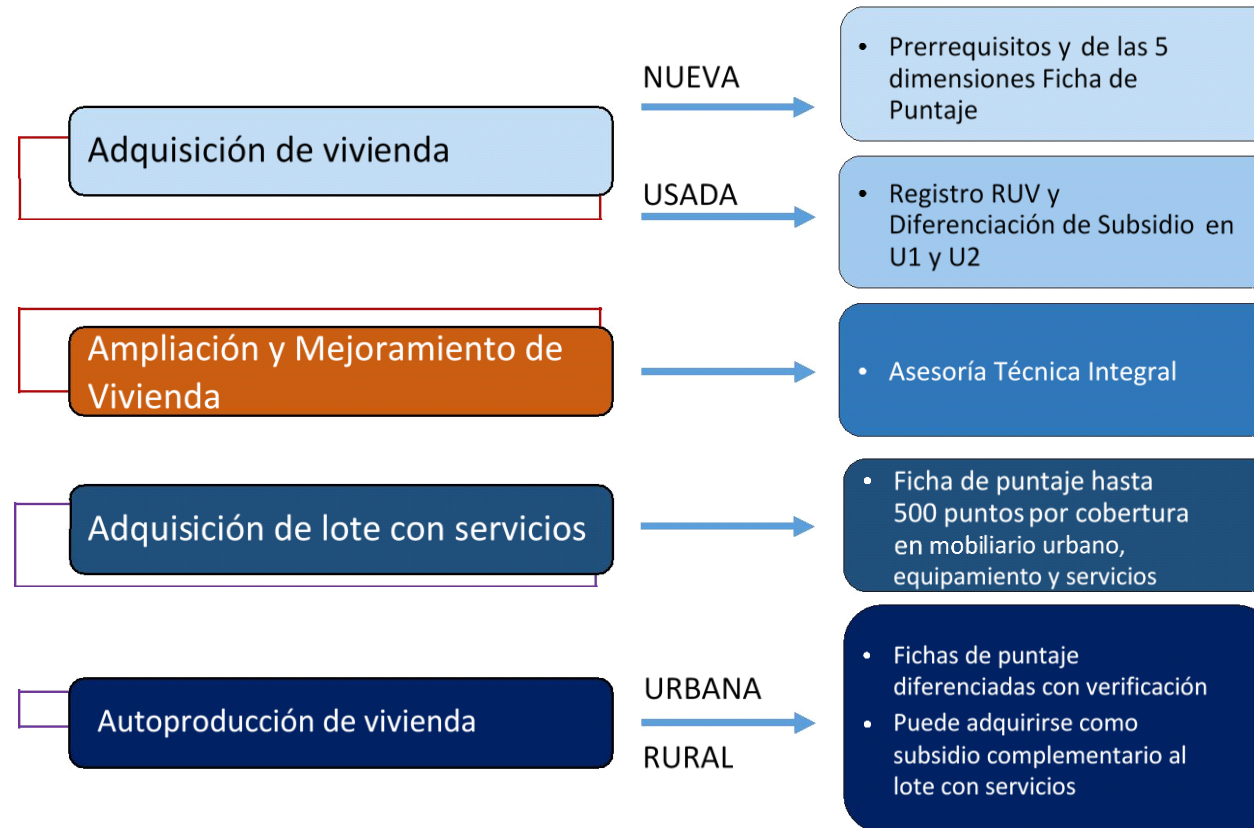 Adquisición de vivienda
NUEVA
• Prerrequisitos y de las 5
dimensiones Ficha de
Puntaje
USADA
• Registro RUV y
Diferenciación de Subsidio en
U1 y U2
Ampliación y Mejoramiento de
Vivienda
• Asesoría Técnica Integral
Adquisición de lote con servicios
• Ficha de puntaje hasta
500 puntos por cobertura
en mobiliario urbano,
equipamiento y servicios
Autoproducción de vivienda
URBANA
RURAL
• Fichas de puntaje
diferenciadas con verificación
• Puede adquirirse como
subsidio complementario al
lote con servicios